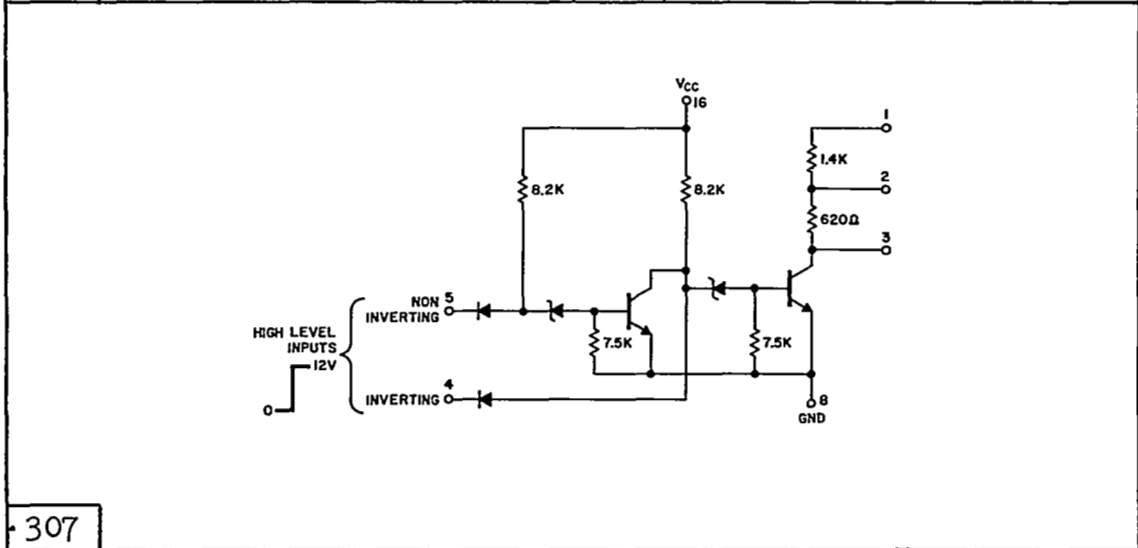 VCC
16
1
1.4K
8.2K
8.2K
2
620Ω
3
NON 5
INVERTING
HIGH LEVEL
INPUTS
12V
0
7.5K
7.5K
4
INVERTING
8
GND
307